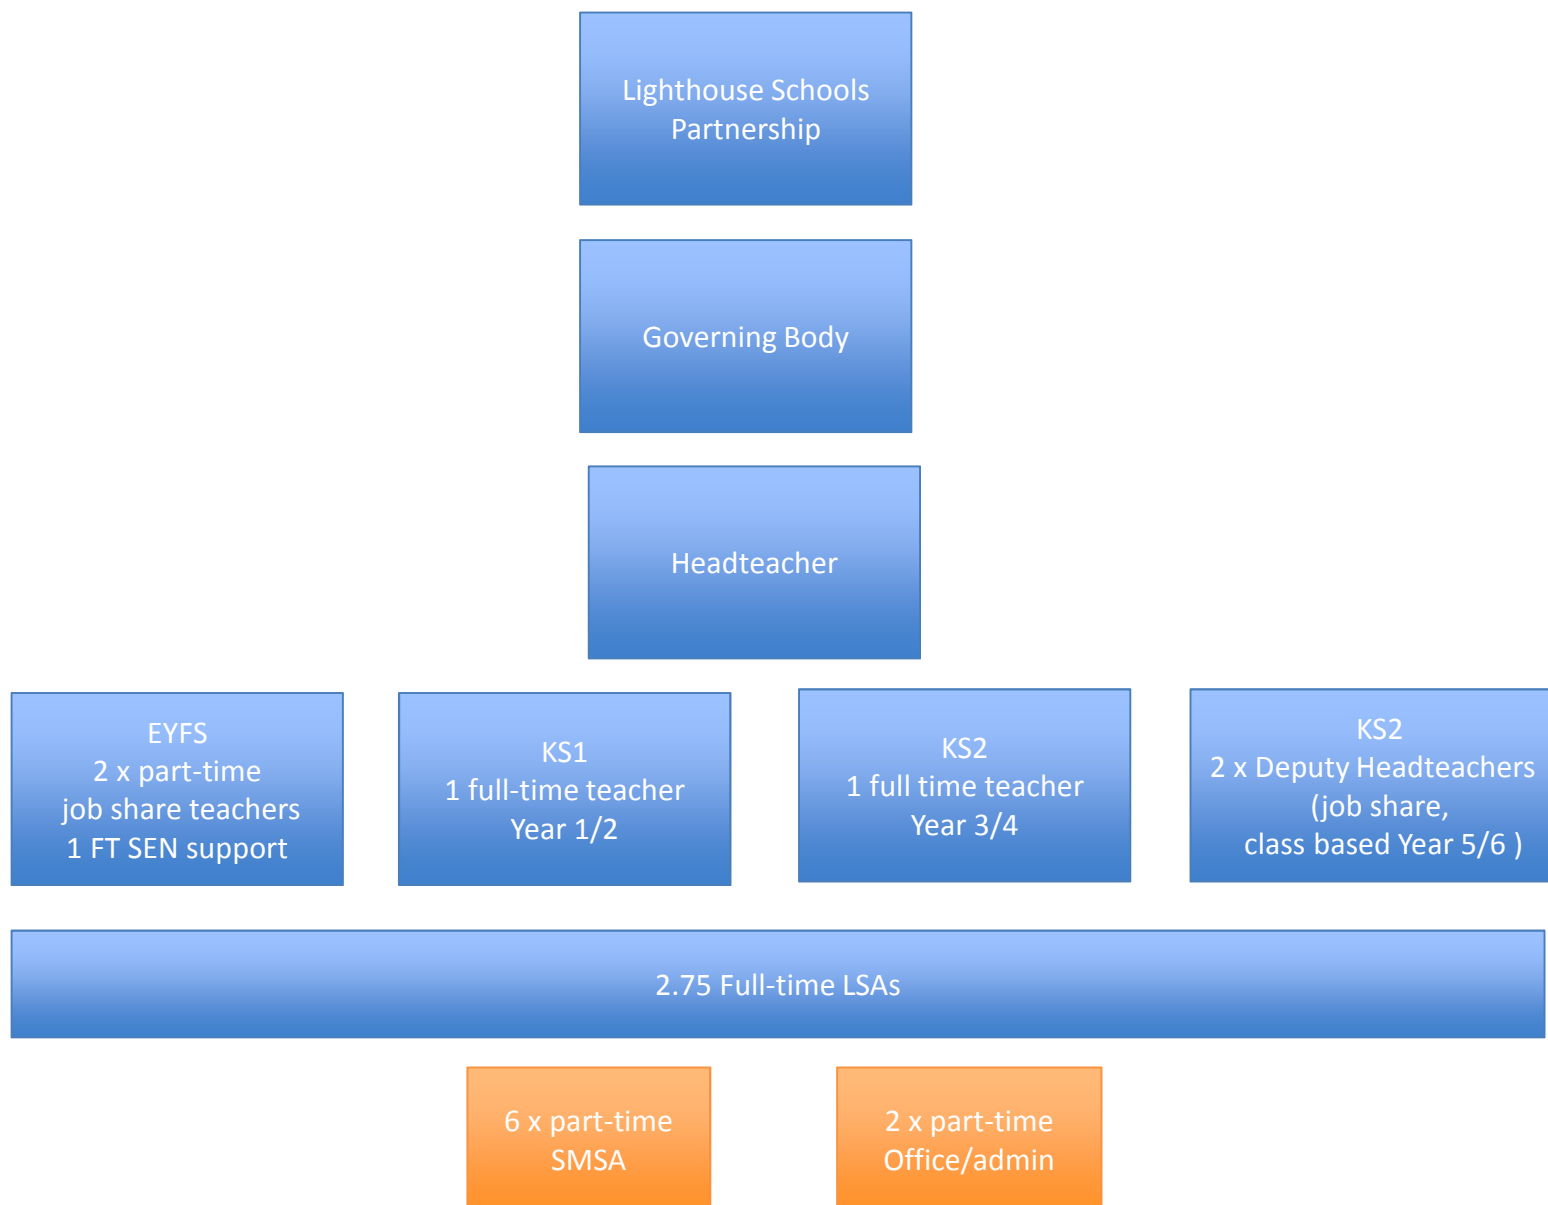 Lighthouse Schools
Partnership
Governing Body
Headteacher
EYFS
2 x part-time
job share teachers
1 FT SEN support
KS1
1 full-time teacher
Year 1/2
KS2
1 full time teacher
Year 3/4
KS2
2 x Deputy Headteachers
(job share,
class based Year 5/6 )
2.75 Full-time LSAs
6 x part-time
SMSA
2 x part-time
Office/admin